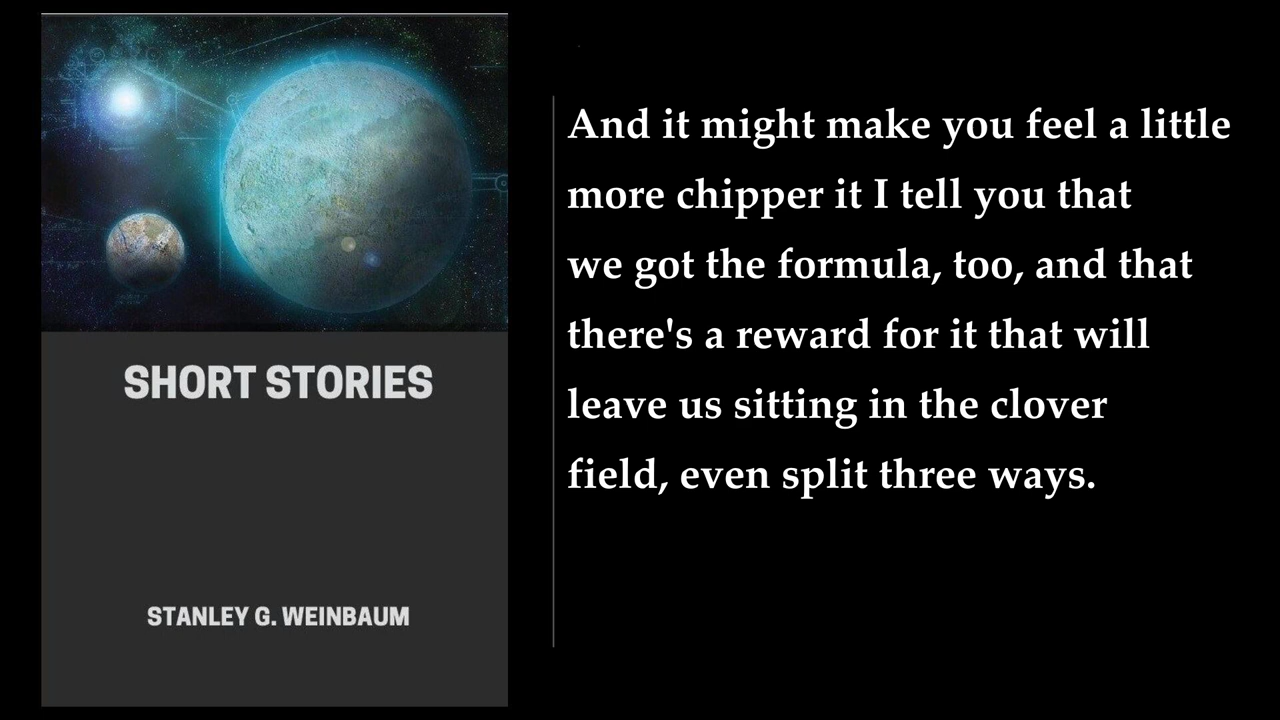 SHORT STORIES
STANLEY G. WEINBAUM
And it might make you feel a little
more chipper it I tell you that
we got the formula, too, and that
there's a reward for it that will
leave us sitting in the clover
field, even split three ways.